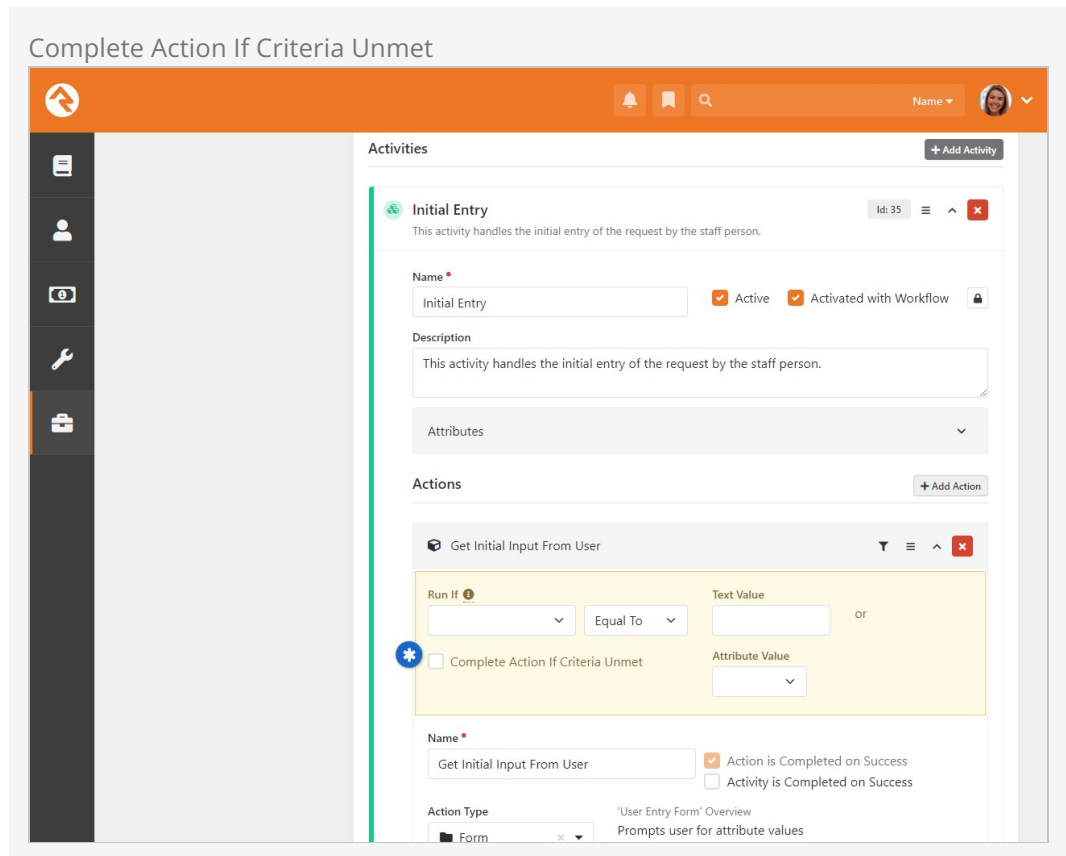 Complete Action If Criteria Unmet
Name
Activities
Add Activity
Initial Entry
Id: 35
This activity handles the initial entry of the request by the staff person.
Name
Initial Entry
Active
Activated with Workflow
Description
This activity handles the initial entry of the request by the staff person.
Attributes
Actions
Add Action
Get Initial Input From User
Run If
Text Value
Equal To
or
Complete Action If Criteria Unmet
Attribute Value
Name
Get Initial Input From User
Action is Completed on Success
Activity is Completed on Success
Action Type
'User Entry Form' Overview
Form
Prompts user for attribute values